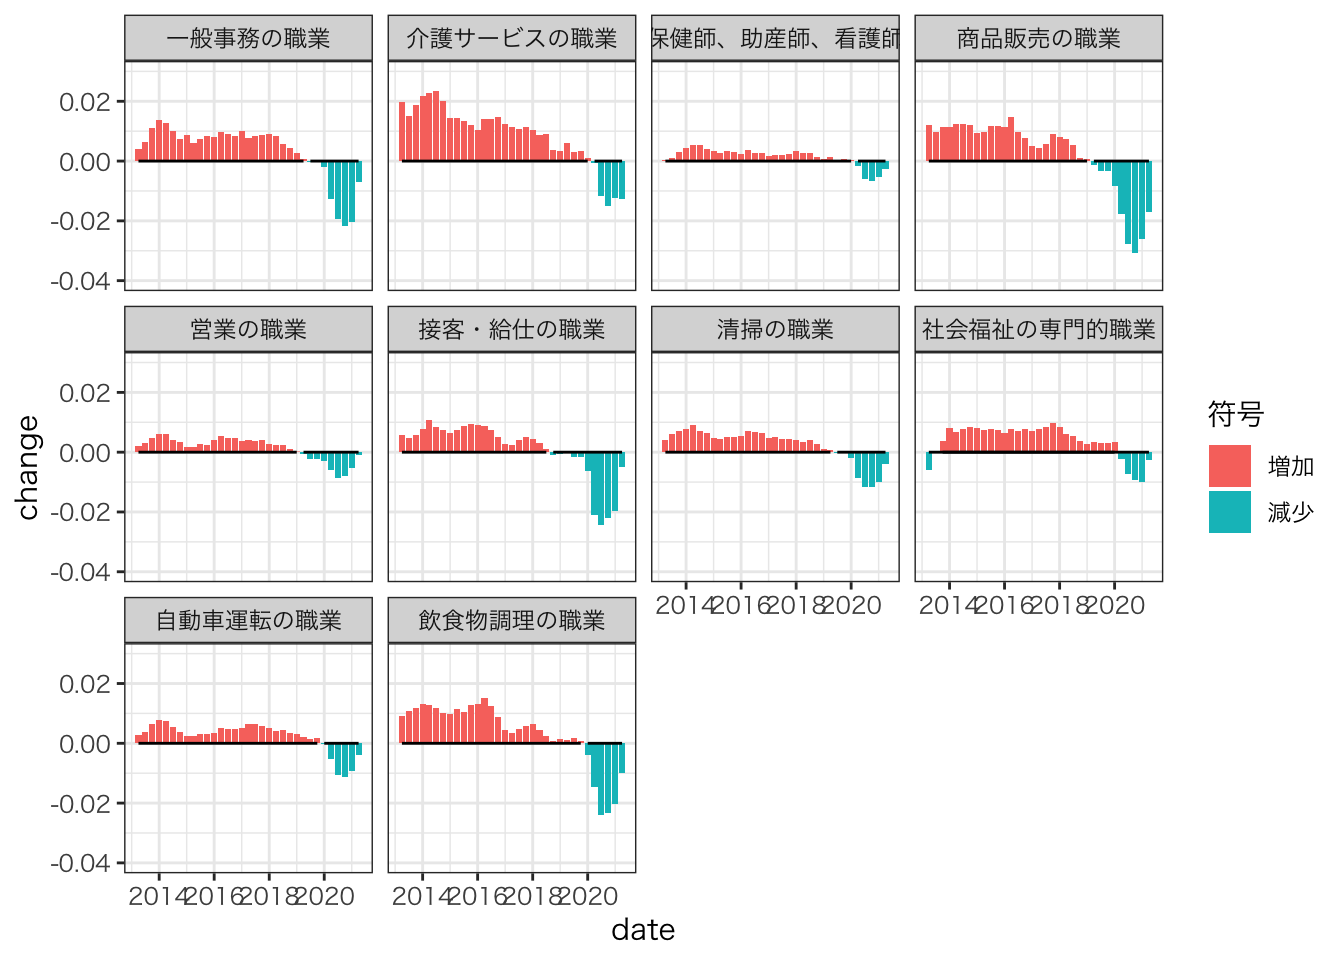 一般事務の職業
介護サービスの職業
保健師、助産師、看護師
商品販売の職業
0.02
0.00
-0.02
-0.04
営業の職業
接客・給仕の職業
清掃の職業
社会福祉の専門的職業
0.02
0.00
-0.02
-0.04
2014 2016 2018 2020
2014 2016 2018 2020
自動車運転の職業
飲食物調理の職業
0.02
0.00
-0.02
-0.04
2014 2016 2018 2020
2014 2016 2018 2020
change
date
符号
増加
減少